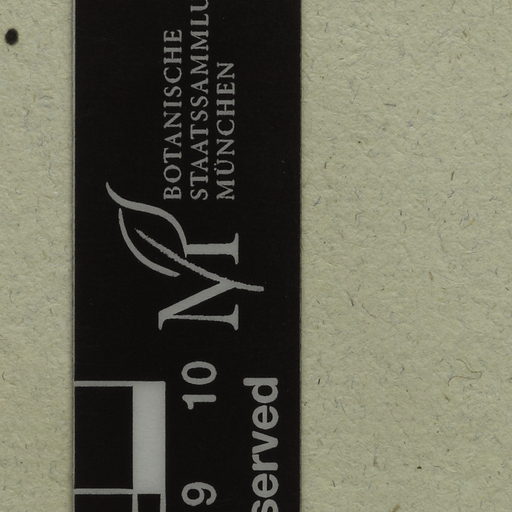 BOTANISCHE
STAATSSAMMLU
MÜNCHEN
M
9 10
served